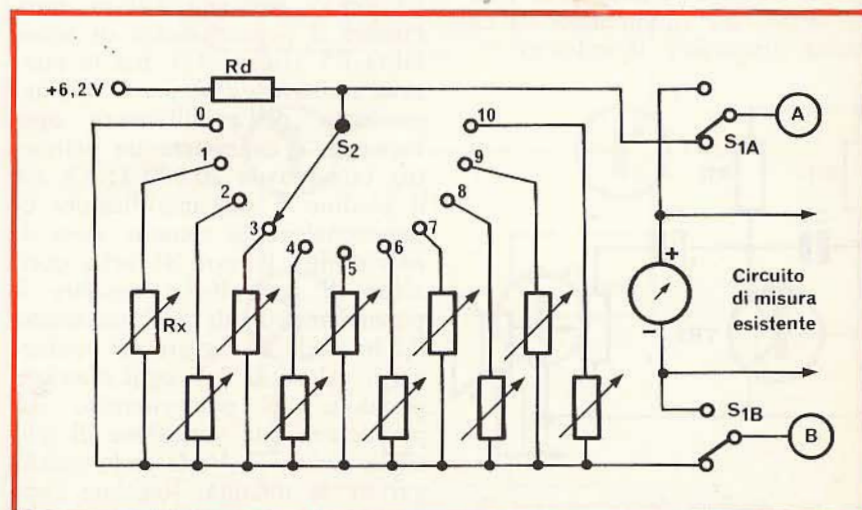 Rd
+6,2V
0
10
S2
S1A
A
1
9
2
8
3
7
4
6
5
+
Circuito
di misura
esistente
Rx
−
S1B
B